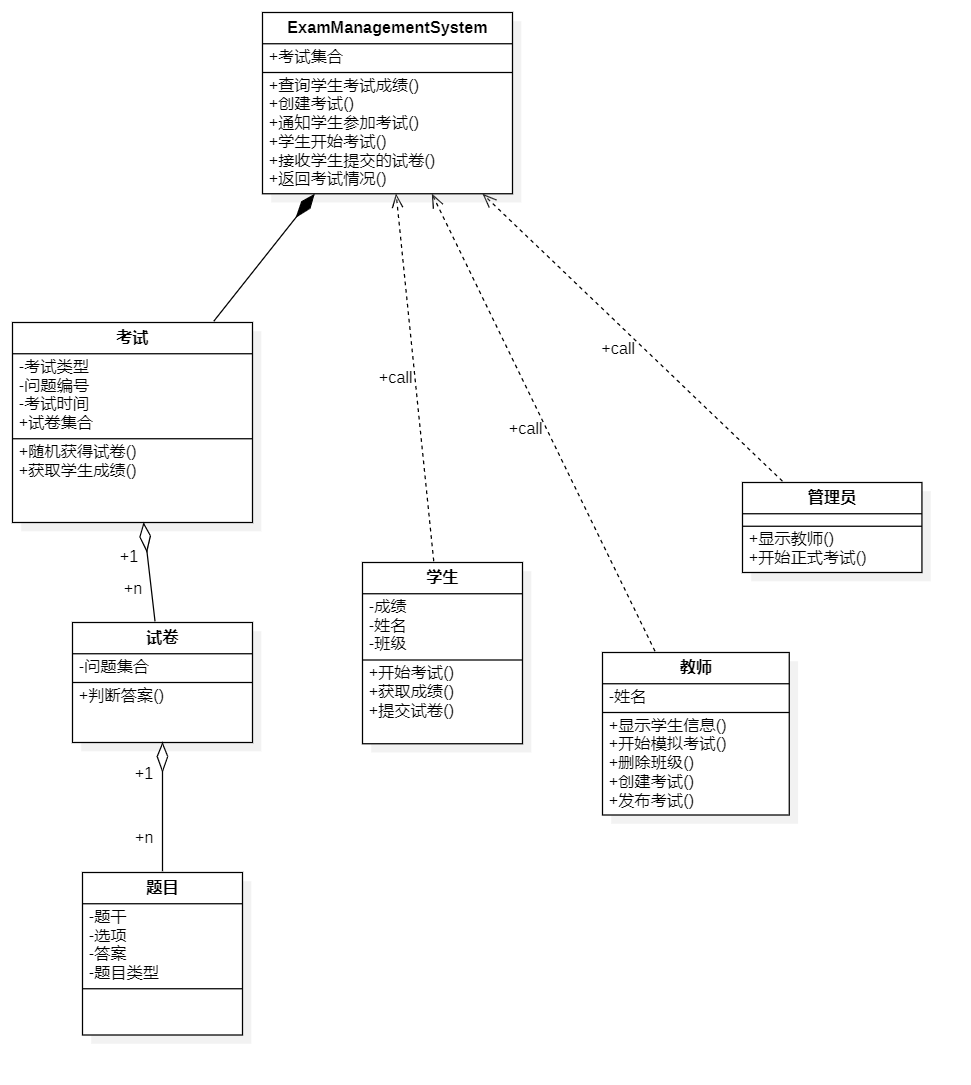 ExamManagementSystem
+考试集合
+查询学生考试成绩()
+创建考试()
+通知学生参加考试()
+学生开始考试()
+接收学生提交的试卷()
+返回考试情况()
考试
-考试类型
-问题编号
-考试时间
+试卷集合
+随机获得试卷()
+获取学生成绩()
+1
+n
试卷
-问题集合
+判断答案()
+1
+n
题目
-题干
-选项
-答案
-题目类型
+call
学生
-成绩
-姓名
-班级
+开始考试()
+获取成绩()
+提交试卷()
+call
教师
-姓名
+显示学生信息()
+开始模拟考试()
+删除班级()
+创建考试()
+发布考试()
+call
管理员
+显示教师()
+开始正式考试()